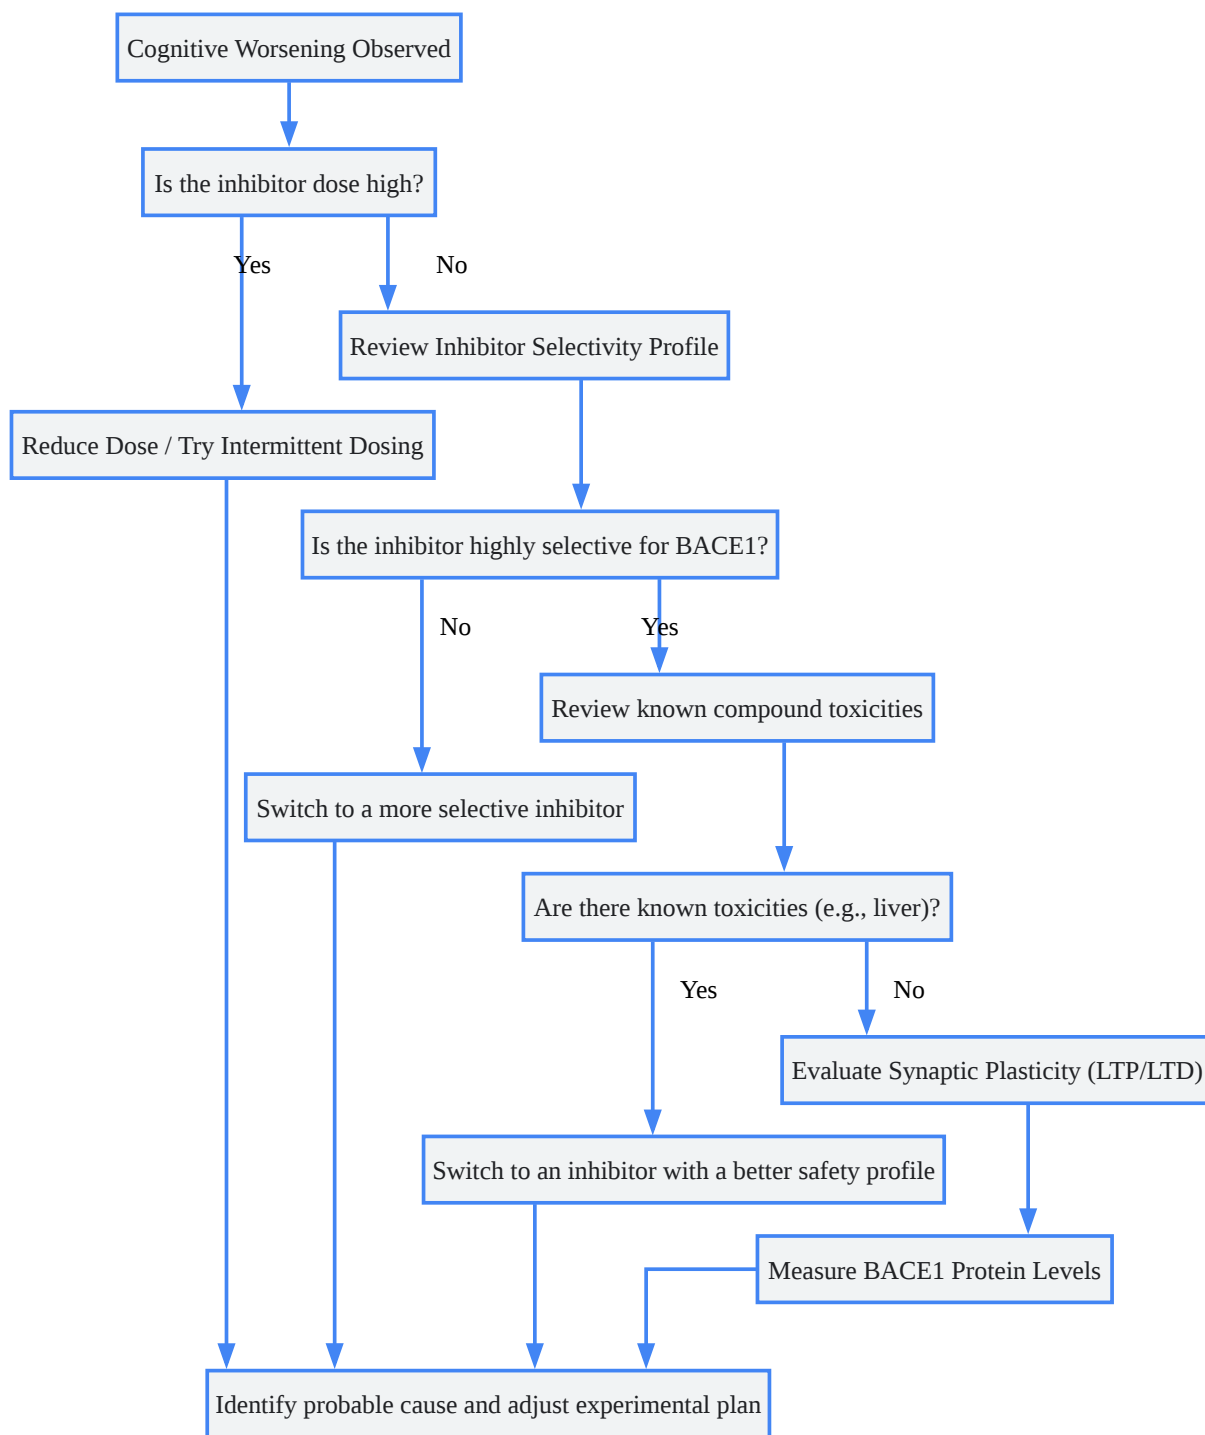 Cognitive Worsening Observed
Is the inhibitor dose high?
Yes
No
Review Inhibitor Selectivity Profile
Reduce Dose / Try Intermittent Dosing
Is the inhibitor highly selective for BACE1?
No
Yes
Review known compound toxicities
Switch to a more selective inhibitor
Are there known toxicities (e.g., liver)?
Yes
No
Evaluate Synaptic Plasticity (LTP/LTD)
Switch to an inhibitor with a better safety profile
Measure BACE1 Protein Levels
Identify probable cause and adjust experimental plan